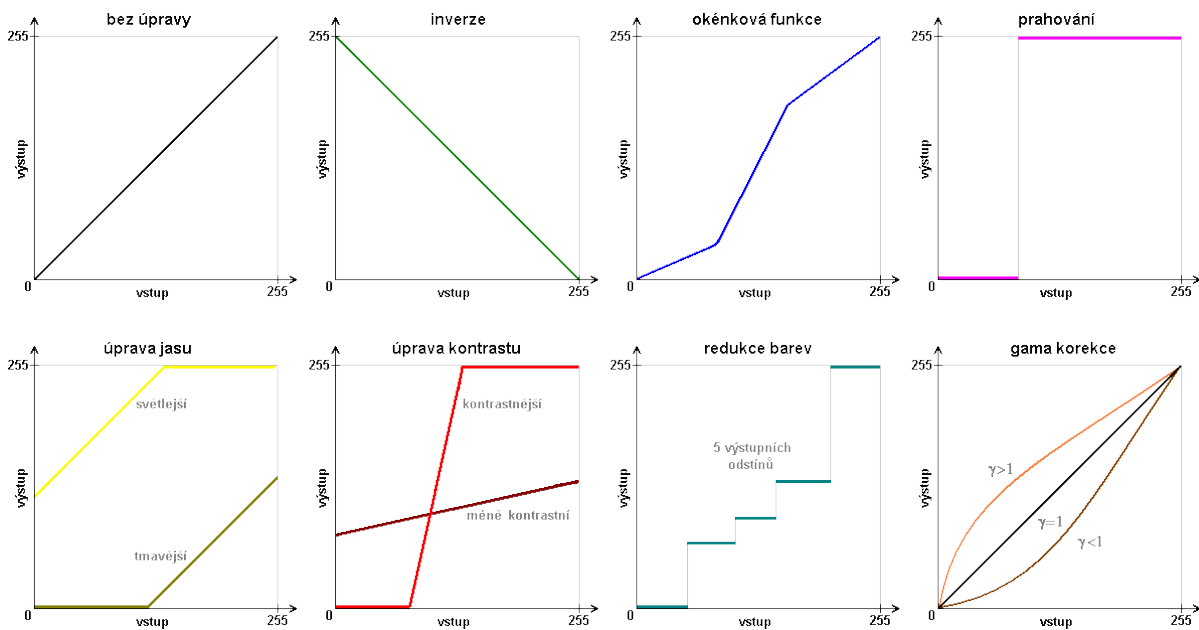 bez úpravy
255
výstup
0
vstup
255
inverze
255
výstup
0
vstup
255
okénková funkce
255
výstup
0
vstup
255
prahování
255
výstup
0
vstup
255
úprava jasu
255
světlejší
výstup
tmavější
0
vstup
255
úprava kontrastu
255
kontrastnější
výstup
méně kontrastní
0
vstup
255
redukce barev
255
5 výstupních
odstínů
výstup
0
vstup
255
gama korekce
255
γ>1
výstup
γ=1
γ<1
0
vstup
255